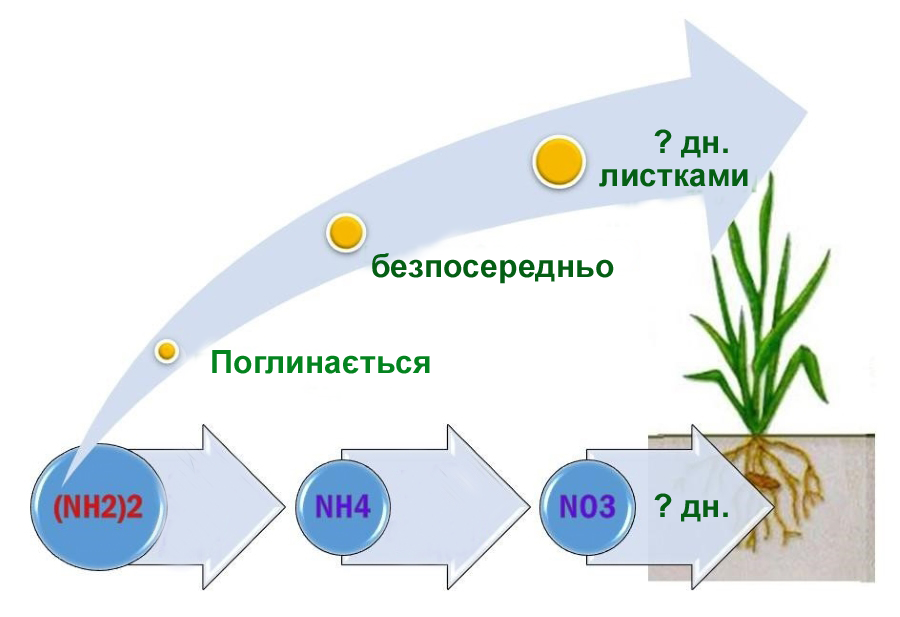 ? дн.
листками
безпосередньо
Поглинається
(NH2)2
NH4
NO3
? дн.